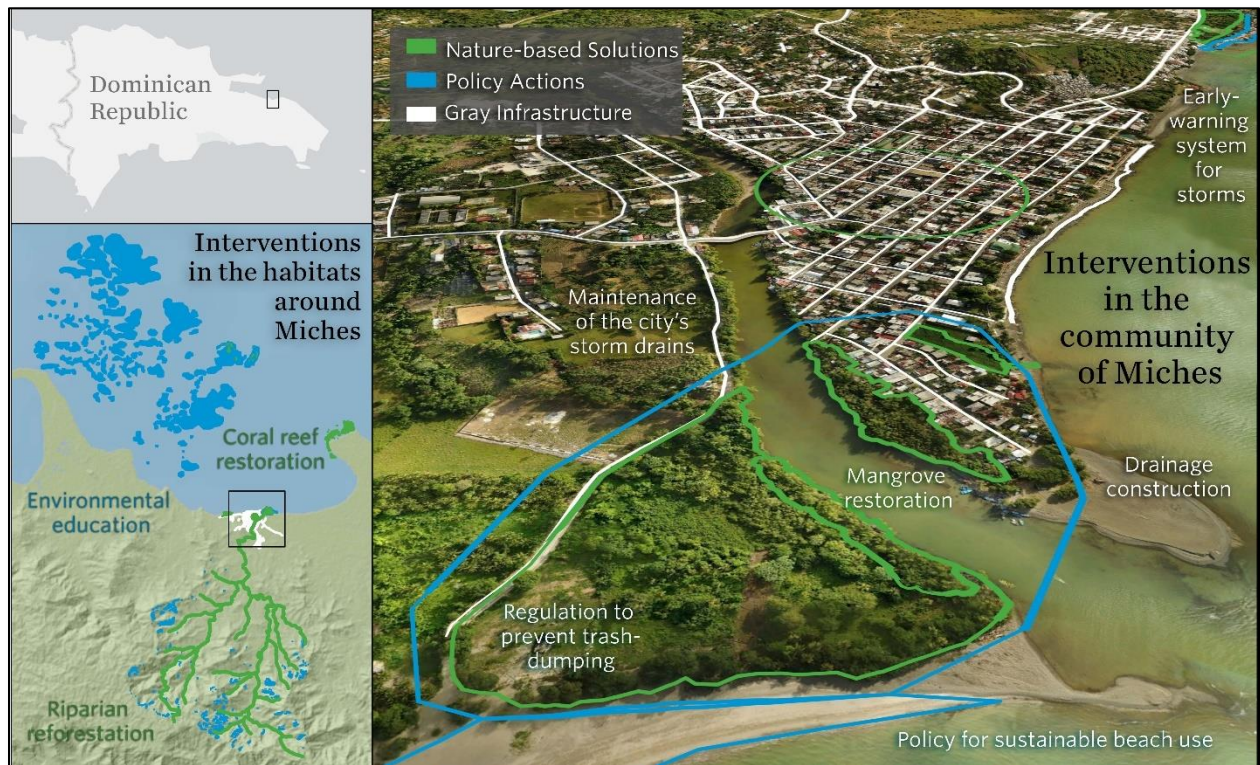 Dominican
Republic
Interventions
in the habitats
around
Miches
Coral reef
restoration
Environmental
education
Riparian
reforestation
Nature-based Solutions
Policy Actions
Gray Infrastructure
Early-
warning
system
for
storms
Interventions
in the
community
of Miches
Maintenance
of the city's
storm drains
Mangrove
restoration
Drainage
construction
Regulation to
prevent trash-
dumping
Policy for sustainable beach use